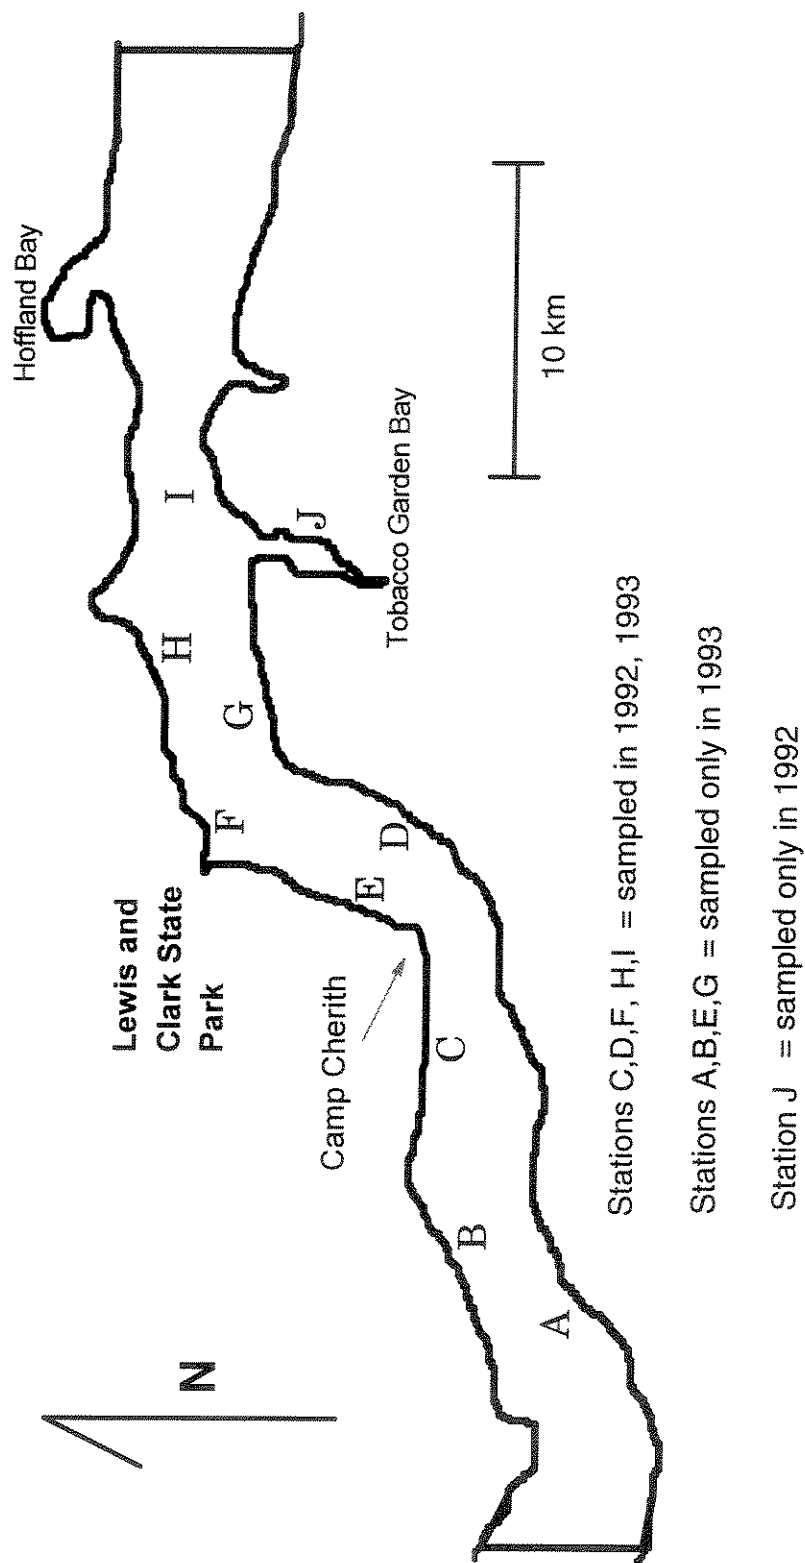 Hoffland Bay
I
H
J
Tobacco Garden Bay
G
F
D
E
Lewis and
Clark State
Park
Camp Cherith
C
B
A
N
10 km
Stations C,D,F, H,I = sampled in 1992, 1993
Stations A,B,E,G = sampled only in 1993
Station J = sampled only in 1992